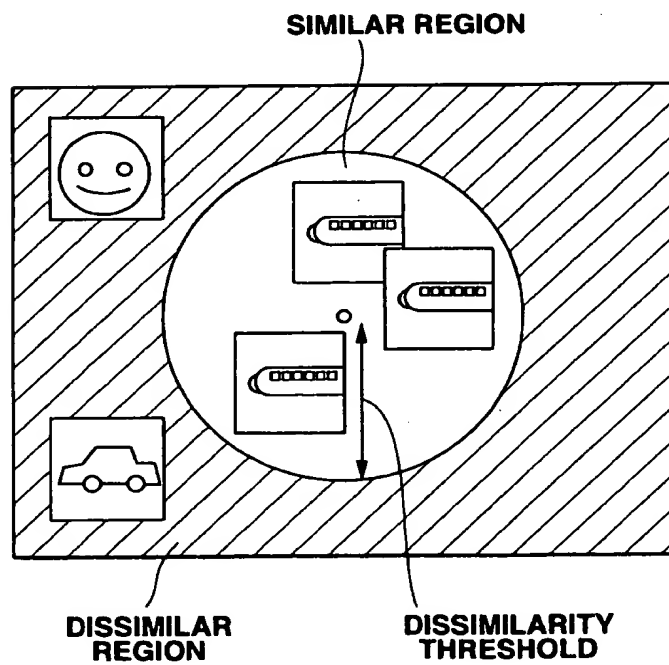 SIMILAR REGION
DISSIMILAR
REGION
DISSIMILARITY
THRESHOLD